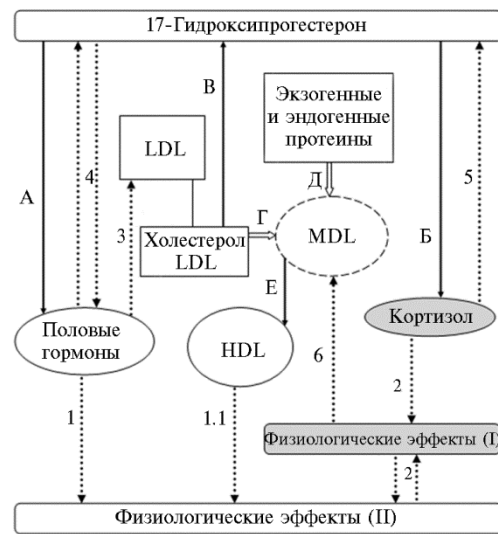 17-Гидроксипрогестерон
В
Экзогенные
и эндогенные
протеины
LDL
4
5
А
3
Д
Г
Б
Холестерол
LDL
MDL
Е
Половые
гормоны
HDL
Кортизол
6
1
1.1
2
Физиологические эффекты (I)
2
Физиологические эффекты (II)